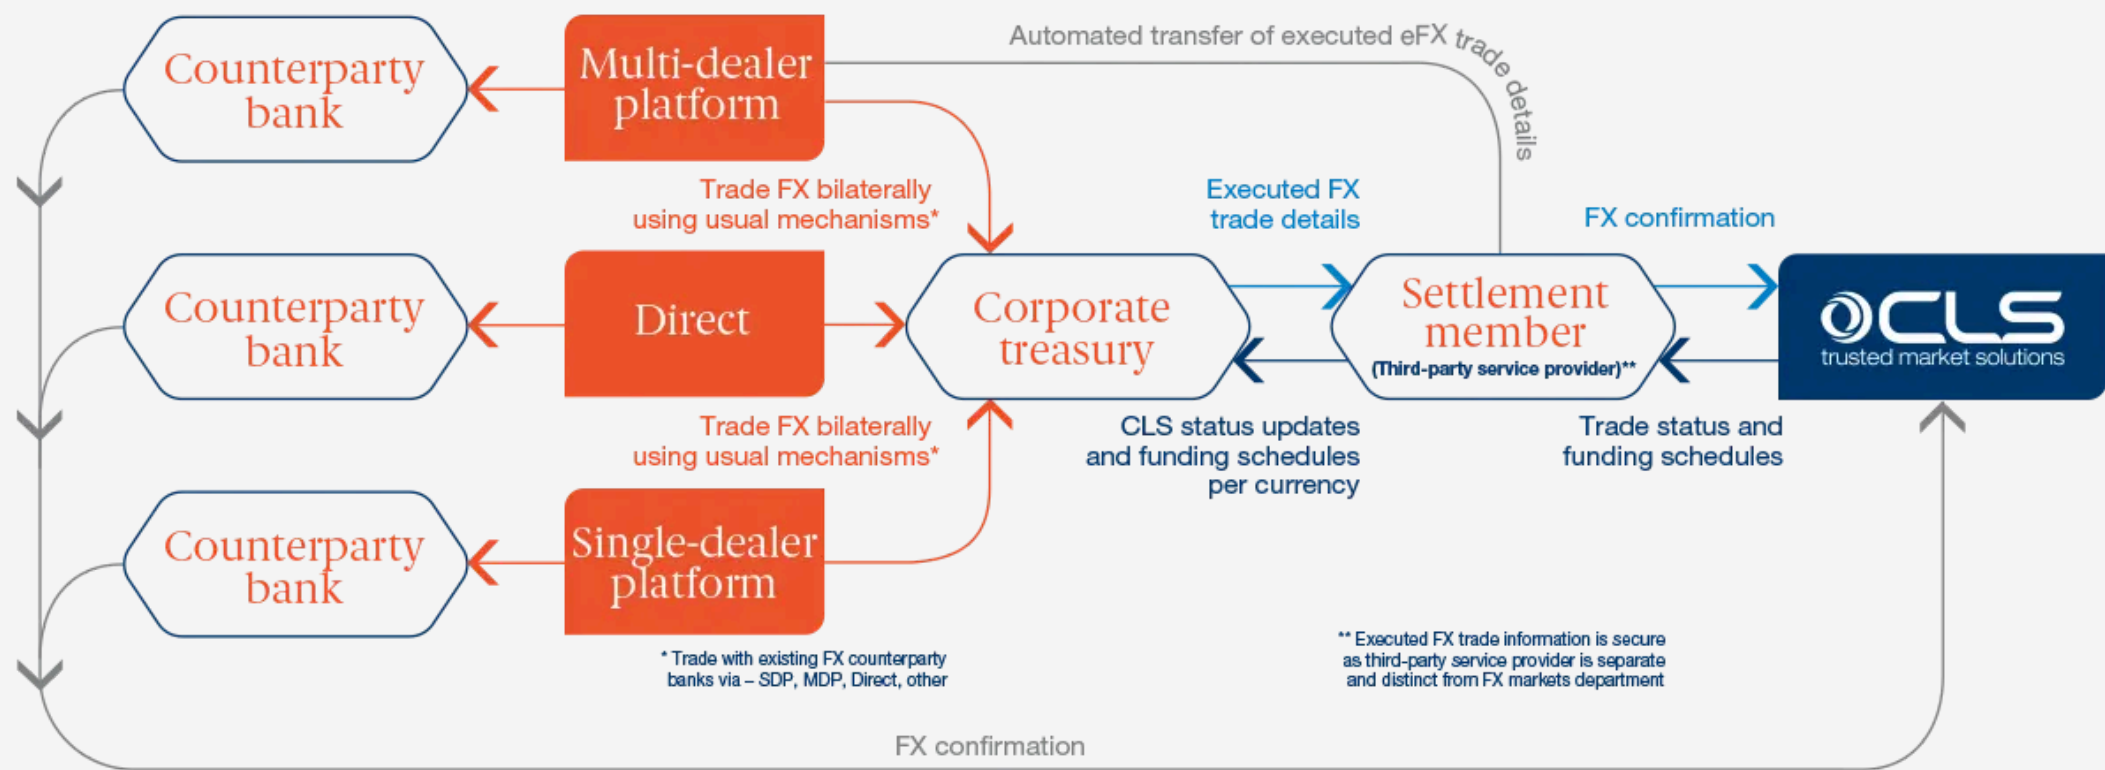 Counterparty
bank
Multi-dealer
platform
Automated transfer of executed eFX trade details
Trade FX bilaterally
using usual mechanisms*
Executed FX
trade details
FX confirmation
Counterparty
bank
Direct
Corporate
treasury
Settlement
member
(Third-party service provider)**
CLS
trusted market solutions
Trade FX bilaterally
using usual mechanisms*
CLS status updates
and funding schedules
per currency
Trade status and
funding schedules
Counterparty
bank
Single-dealer
platform
* Trade with existing FX counterparty
banks via – SDP, MDP, Direct, other
** Executed FX trade information is secure
as third-party service provider is separate
and distinct from FX markets department
FX confirmation